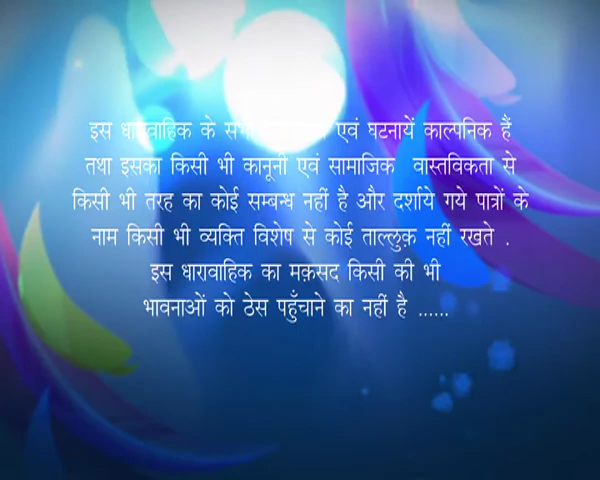 इस धारावाहिक के सभी एवं घटनायें काल्पनिक हैं
तथा इसका किसी भी कानूनी एवं सामाजिक वास्तविकता से
किसी भी तरह का कोई सम्बन्ध नहीं है और दर्शाये गये पात्रों के
नाम किसी भी व्यक्ति विशेष से कोई ताल्लुक़ नहीं रखते .
इस धारावाहिक का मक़सद किसी की भी
भावनाओं को ठेस पहुँचाने का नहीं है ......